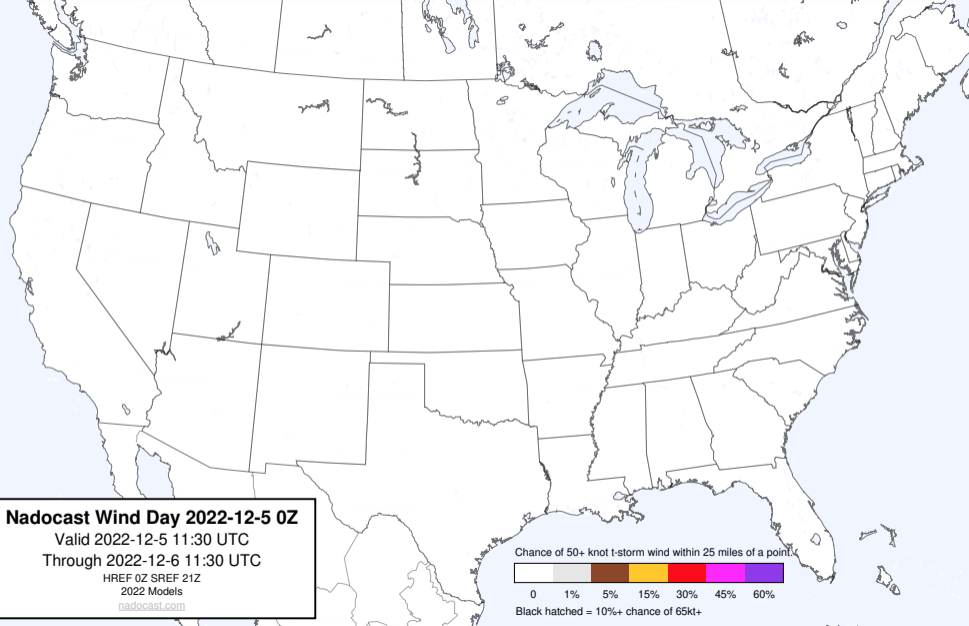 Nadocast Wind Day 2022-12-5 0Z
Valid 2022-12-5 11:30 UTC
Through 2022-12-6 11:30 UTC
HREF 0Z SREF 21Z
2022 Models
nadocast.com
Chance of 50+ knot t-storm wind within 25 miles of a point.
0 1% 5% 15% 30% 45% 60%
Black hatched = 10%+ chance of 65kt+